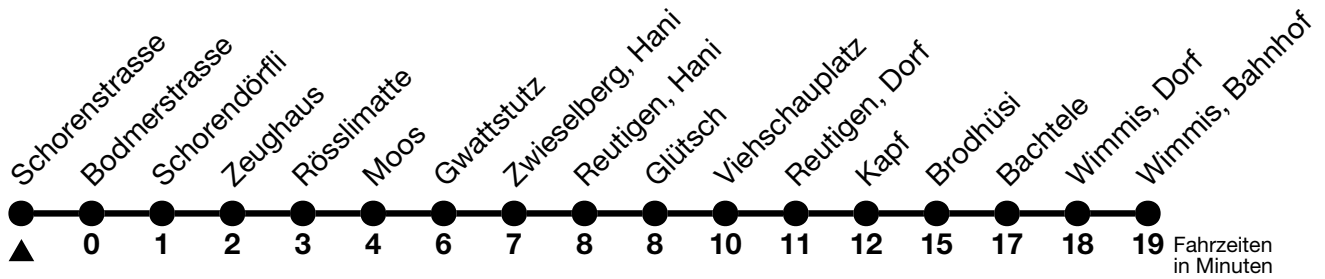 Schorenstrasse
Bodmerstrasse
Schorendörfli
Zeughaus
Rösslimatte
Moos
Gwattstutz
Zwieselberg, Hani
Reutigen, Hani
Glütsch
Viehschauplatz
Reutigen, Dorf
Kapf
Brodhüsi
Bachtele
Wimmis, Dorf
Wimmis, Bahnhof
0 1 2 3 4 6 7 8 8 10 11 12 15 17 18 19 Fahrzeiten
in Minuten